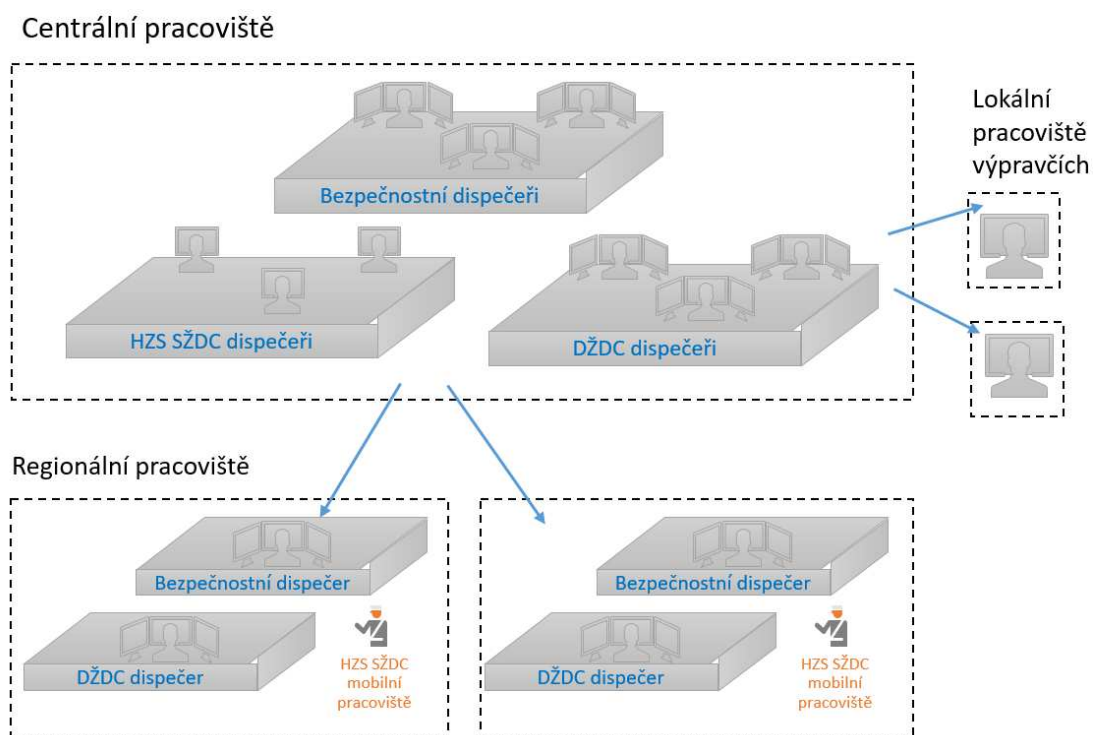 Centrální pracoviště
Lokální
pracoviště
výpravčích
Bezpečnostní dispečeři
HZS SŽDC dispečeři
DŽDC dispečeři
Regionální pracoviště
Bezpečnostní dispečer
DŽDC dispečer
HZS SŽDC
mobilní
pracoviště
Bezpečnostní dispečer
DŽDC dispečer
HZS SŽDC
mobilní
pracoviště